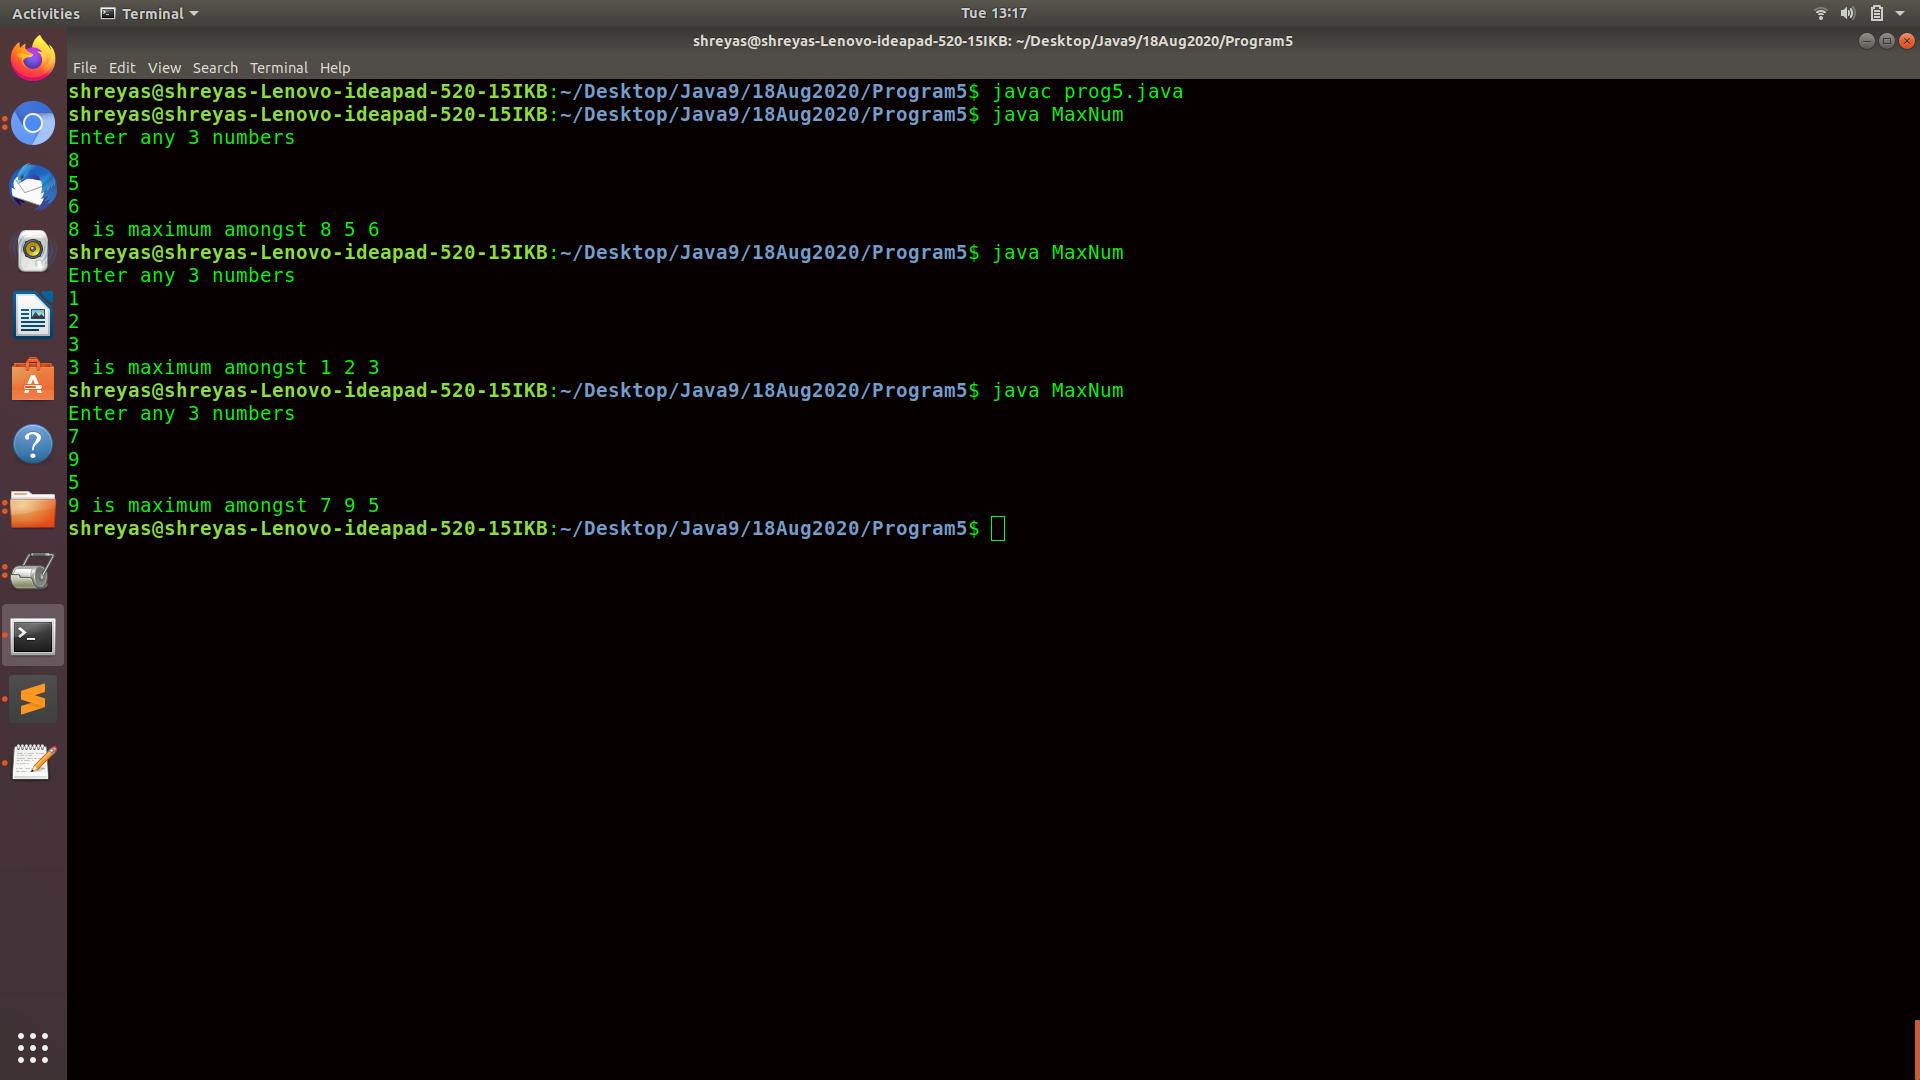 Activities Terminal Tue 13:17
shreyas@shreyas-Lenovo-ideapad-520-15IKB: ~/Desktop/Java9/18Aug2020/Program5
File Edit View Search Terminal Help
shreyas@shreyas-Lenovo-ideapad-520-15IKB:~/Desktop/Java9/18Aug2020/Program5$ javac prog5.java
shreyas@shreyas-Lenovo-ideapad-520-15IKB:~/Desktop/Java9/18Aug2020/Program5$ java MaxNum
Enter any 3 numbers
8
5
6
8 is maximum amongst 8 5 6
shreyas@shreyas-Lenovo-ideapad-520-15IKB:~/Desktop/Java9/18Aug2020/Program5$ java MaxNum
Enter any 3 numbers
1
2
3
3 is maximum amongst 1 2 3
shreyas@shreyas-Lenovo-ideapad-520-15IKB:~/Desktop/Java9/18Aug2020/Program5$ java MaxNum
Enter any 3 numbers
7
9
5
9 is maximum amongst 7 9 5
shreyas@shreyas-Lenovo-ideapad-520-15IKB:~/Desktop/Java9/18Aug2020/Program5$